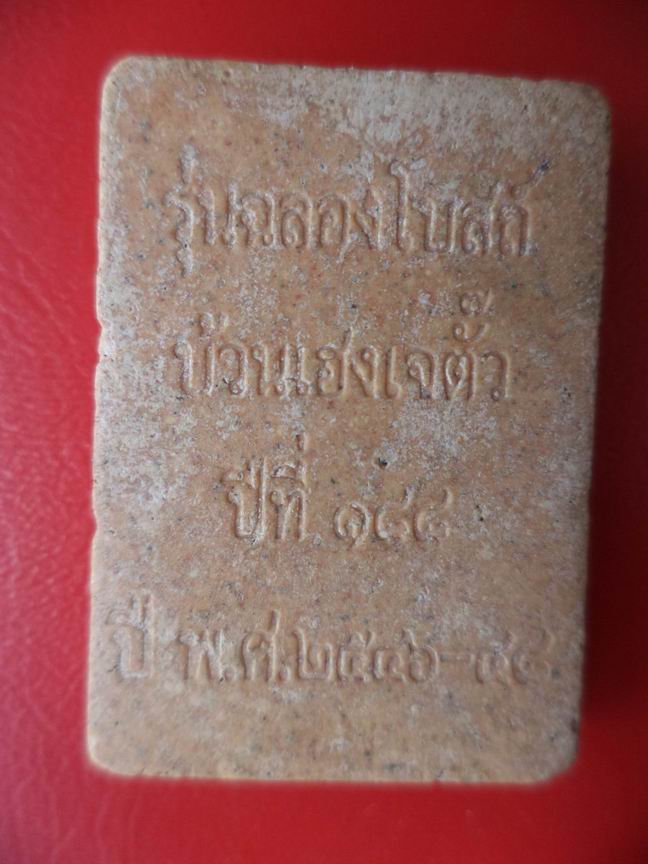 รุ่นฉลองโบสถ์
บ้วนเฮงเจตั๊ว
ปีที่ ๑๔๔
ปี พ.ศ.๒๕๔๖-๔๔